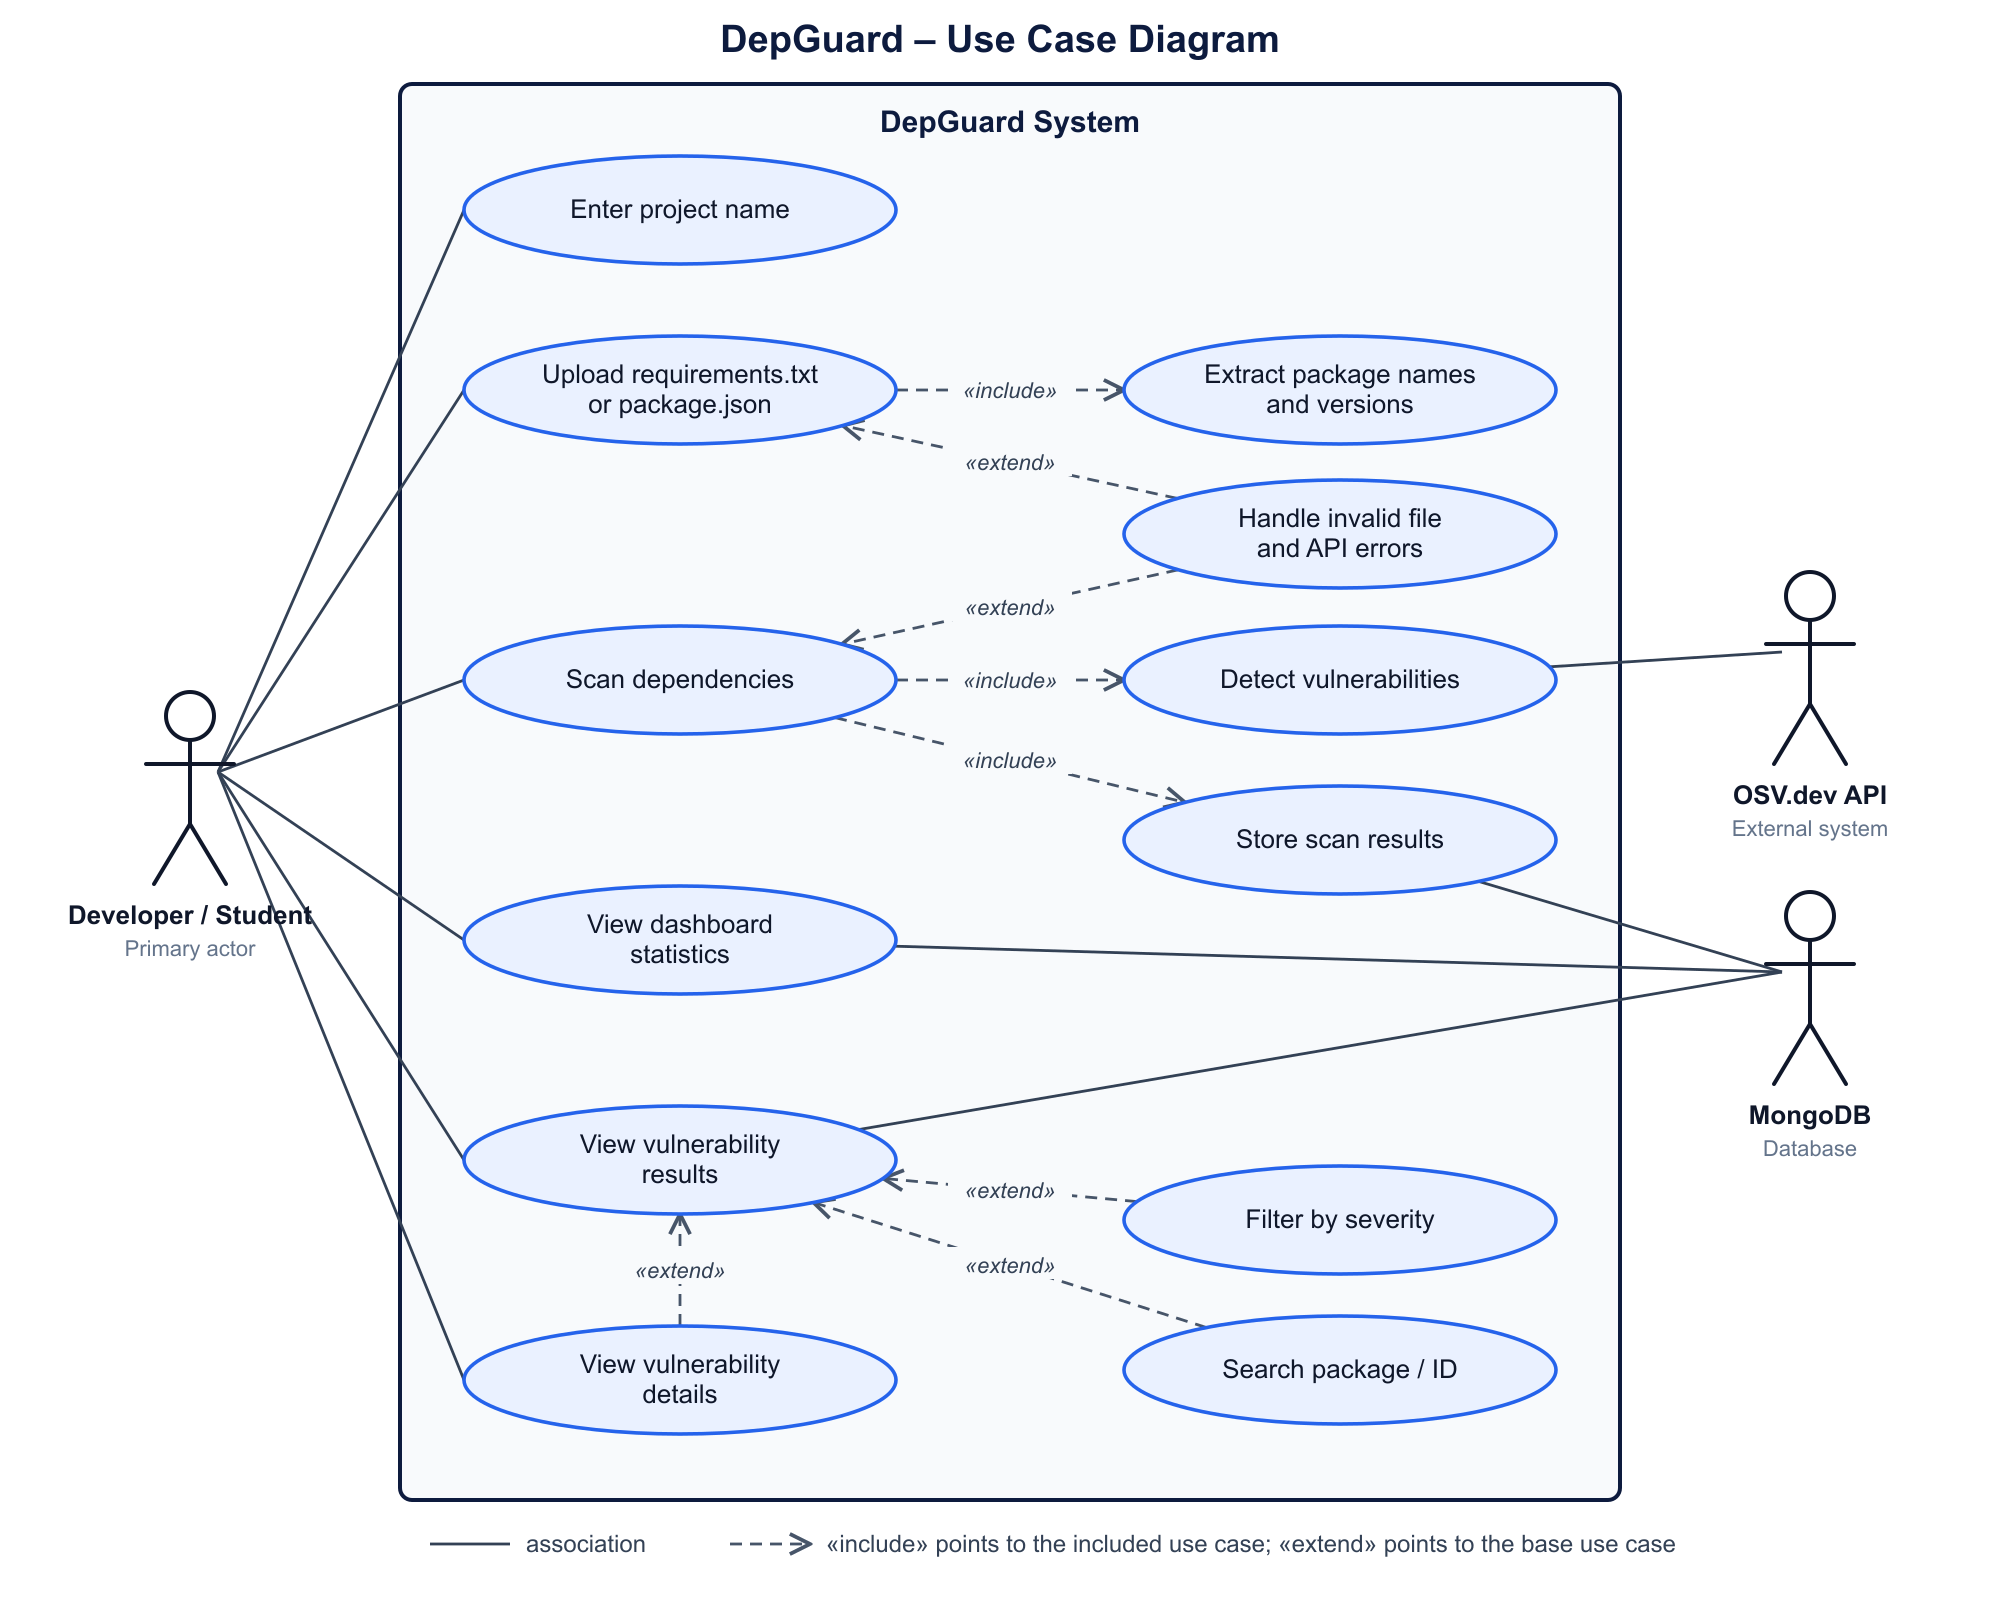 DepGuard – Use Case Diagram
DepGuard System
Enter project name
Upload requirements.txt
or package.json
«include»
Extract package names
and versions
«extend»
Handle invalid file
and API errors
«extend»
Scan dependencies
«include»
Detect vulnerabilities
«include»
Store scan results
OSV.dev API
External system
Developer / Student
Primary actor
View dashboard
statistics
MongoDB
Database
View vulnerability
results
«extend»
Filter by severity
«extend»
«extend»
View vulnerability
details
Search package / ID
association
«include» points to the included use case; «extend» points to the base use case